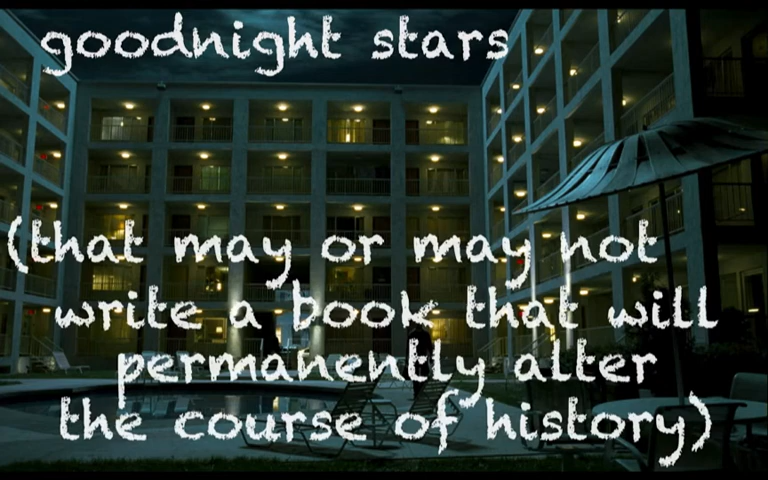 goodnight stars
(that may or may not
write a book that will
permanently alter
the course of history)